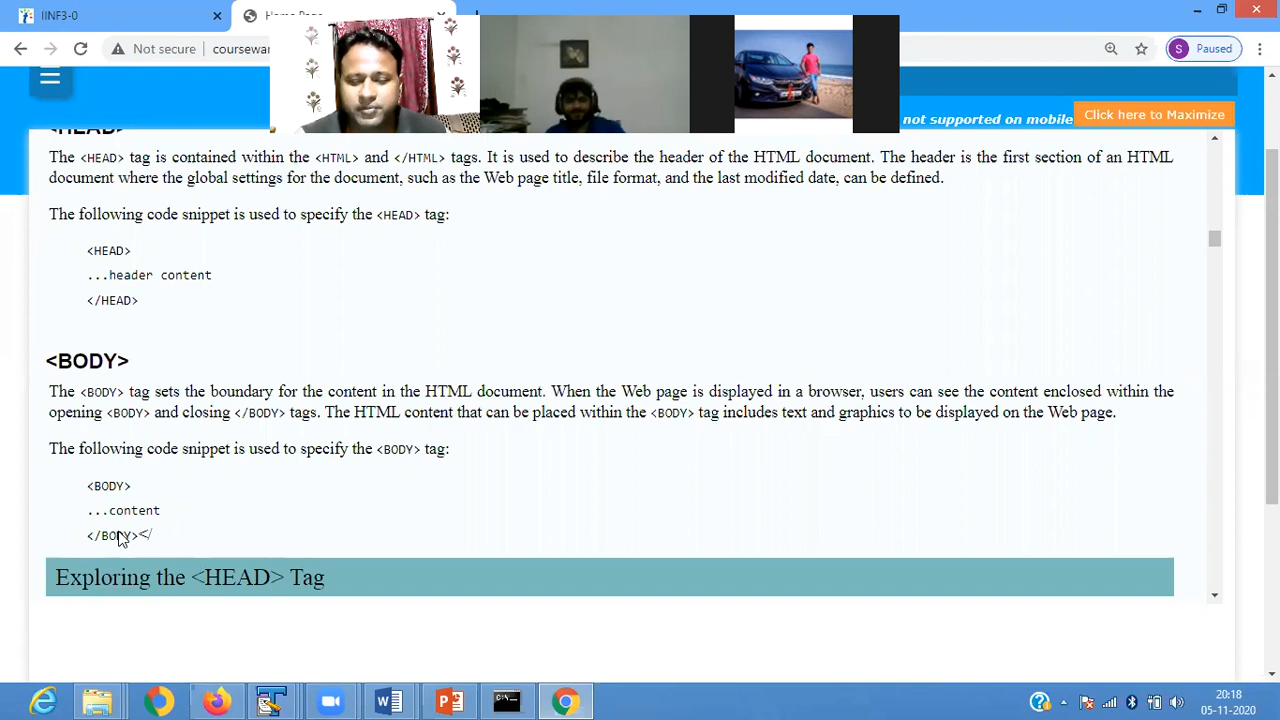 IINF3-0
Home Page
Not secure
coursewar
Paused
not supported on mobile
Click here to Maximize
<HEAD>
The <HEAD> tag is contained within the <HTML> and </HTML> tags. It is used to describe the header of the HTML document. The header is the first section of an HTML
document where the global settings for the document, such as the Web page title, file format, and the last modified date, can be defined.
The following code snippet is used to specify the <HEAD> tag:
<HEAD>
...header content
</HEAD>
<BODY>
The <BODY> tag sets the boundary for the content in the HTML document. When the Web page is displayed in a browser, users can see the content enclosed within the
opening <BODY> and closing </BODY> tags. The HTML content that can be placed within the <BODY> tag includes text and graphics to be displayed on the Web page.
The following code snippet is used to specify the <BODY> tag:
<BODY>
...content
</BODY></
Exploring the <HEAD> Tag
20:18
05-11-2020